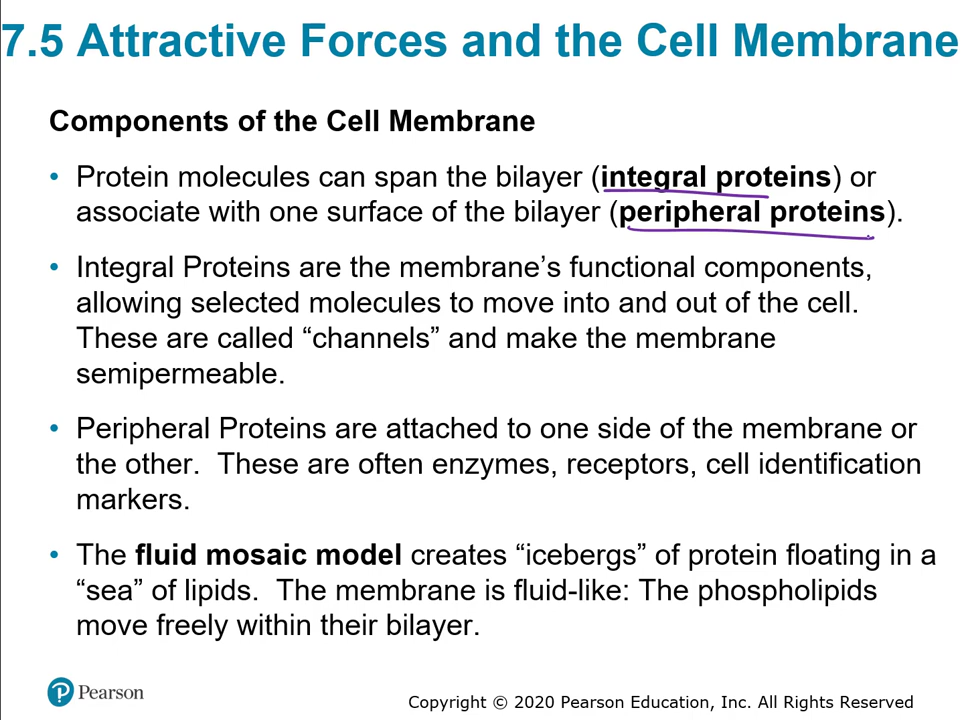 7.5 Attractive Forces and the Cell Membrane
Components of the Cell Membrane
• Protein molecules can span the bilayer (integral proteins) or
associate with one surface of the bilayer (peripheral proteins).
• Integral Proteins are the membrane’s functional components,
allowing selected molecules to move into and out of the cell.
These are called “channels” and make the membrane
semipermeable.
• Peripheral Proteins are attached to one side of the membrane or
the other.  These are often enzymes, receptors, cell identification
markers.
• The fluid mosaic model creates “icebergs” of protein floating in a
“sea” of lipids.  The membrane is fluid-like: The phospholipids
move freely within their bilayer.
P Pearson
Copyright © 2020 Pearson Education, Inc. All Rights Reserved